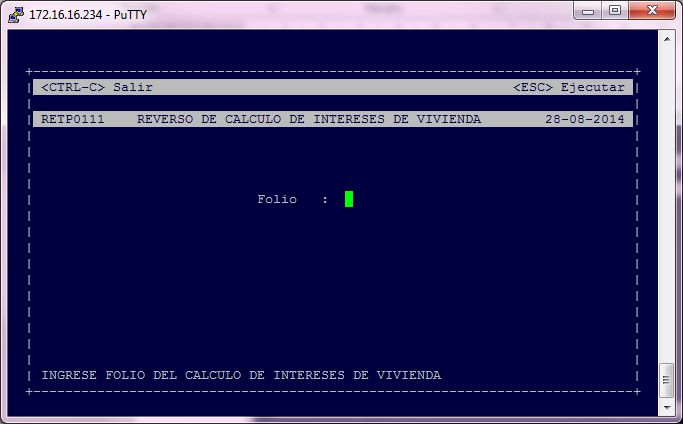 172.16.16.234 - PuTTY
<CTRL-C> Salir <ESC> Ejecutar
RETP0111 REVERSO DE CALCULO DE INTERESES DE VIVIENDA 28-08-2014
Folio :
INGRESE FOLIO DEL CALCULO DE INTERESES DE VIVIENDA